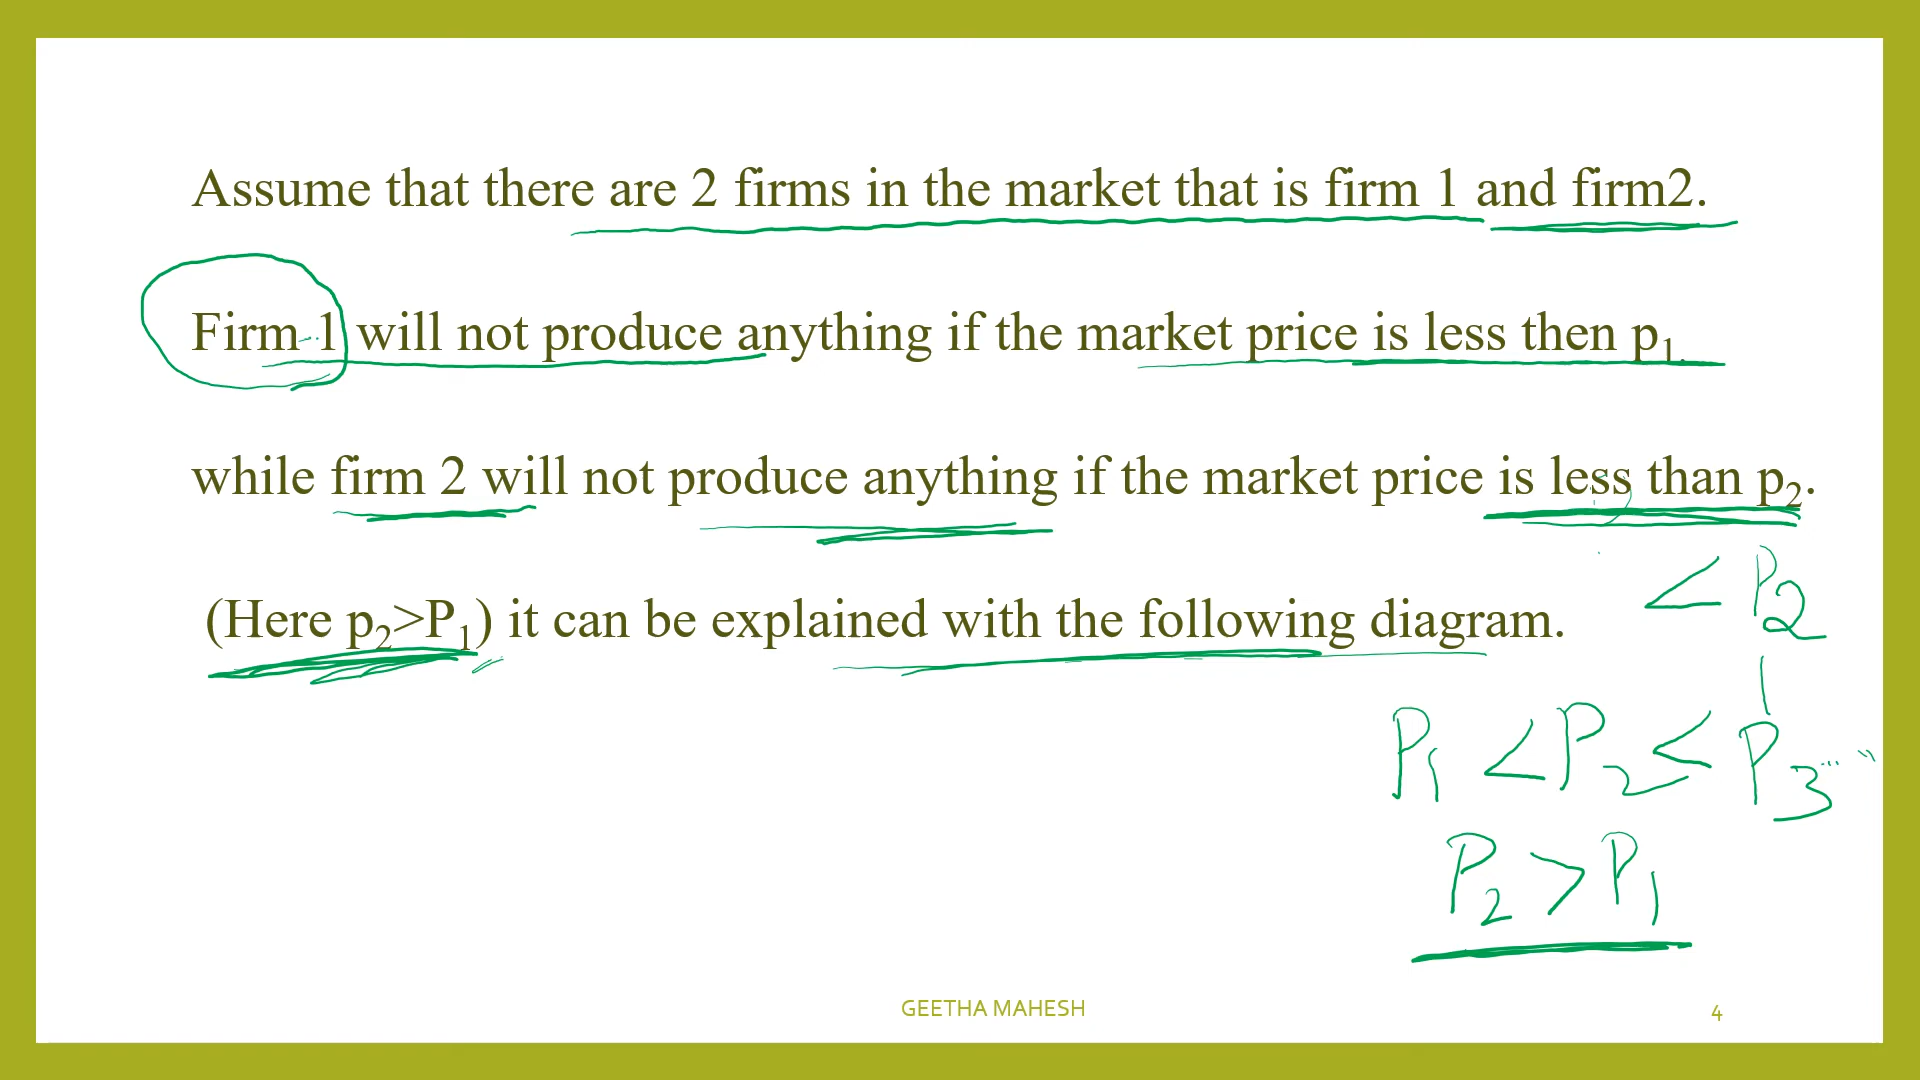 Assume that there are 2 firms in the market that is firm 1 and firm2.
Firm 1 will not produce anything if the market price is less then p₁.
while firm 2 will not produce anything if the market price is less than p₂.
(Here p₂>P₁) it can be explained with the following diagram.
< P2
P1 < P2 < P3 ....
P2 > P1
GEETHA MAHESH
4